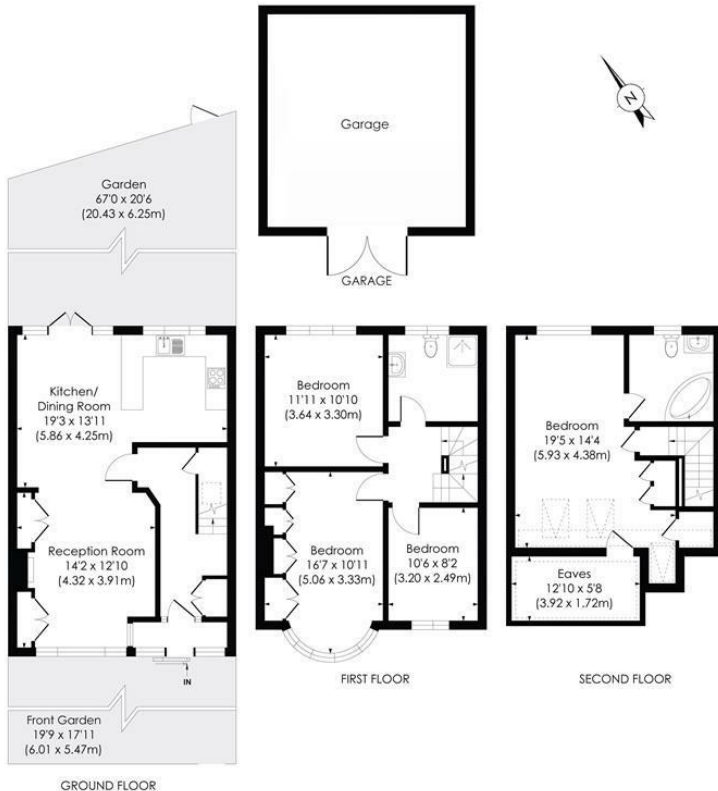 Garage
N
Garden
67'0 x 20'6
(20.43 x 6.25m)
GARAGE
Kitchen/
Dining Room
19'3 x 13'11
(5.86 x 4.25m)
Reception Room
14'2 x 12'10
(4.32 x 3.91m)
IN
Front Garden
19'9 x 17'11
(6.01 x 5.47m)
GROUND FLOOR
Bedroom
11'11 x 10'10
(3.64 x 3.30m)
Bedroom
16'7 x 10'11
(5.06 x 3.33m)
Bedroom
10'6 x 8'2
(3.20 x 2.49m)
FIRST FLOOR
Bedroom
19'5 x 14'4
(5.93 x 4.38m)
Eaves
12'10 x 5'8
(3.92 x 1.72m)
SECOND FLOOR